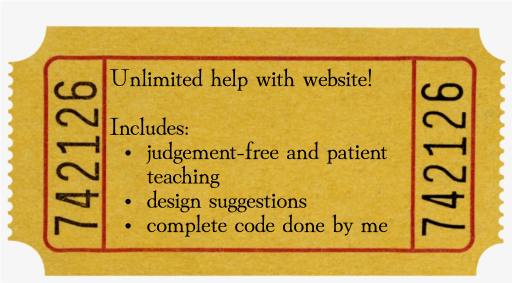 742126
Unlimited help with website!
Includes:
• judgement-free and patient
teaching
• design suggestions
• complete code done by me
742126